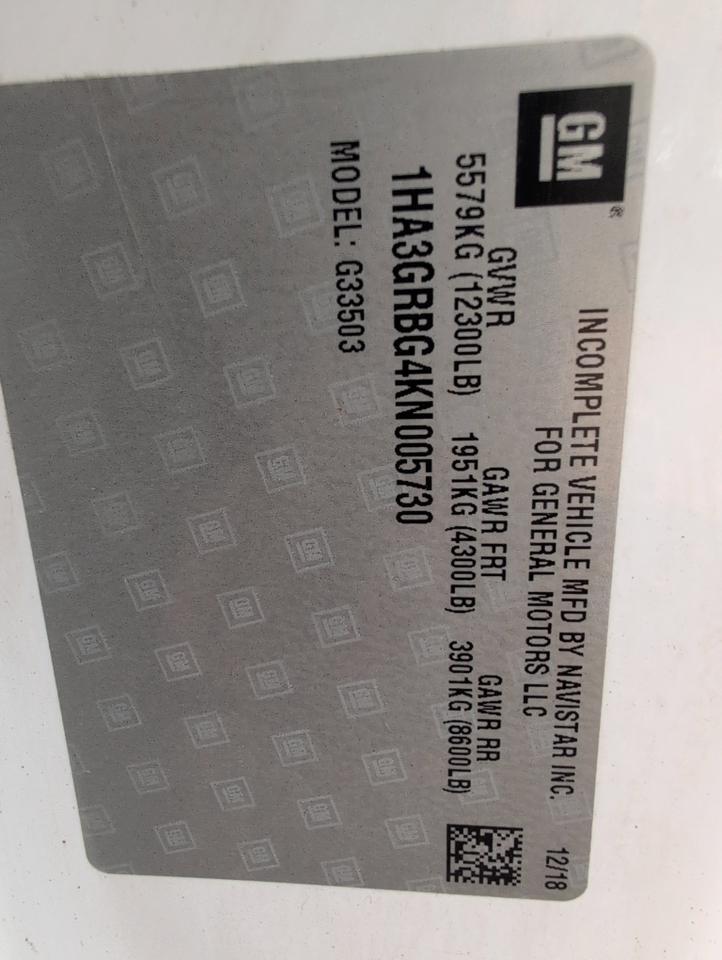 GM®
INCOMPLETE VEHICLE MFD BY NAVISTAR INC. 12/18
FOR GENERAL MOTORS LLC
GVWR GAWR FRT GAWR RR
5579KG (12300LB) 1951KG (4300LB) 3901KG (8600LB)
1HA3GRBG4KN005730
MODEL: G33503